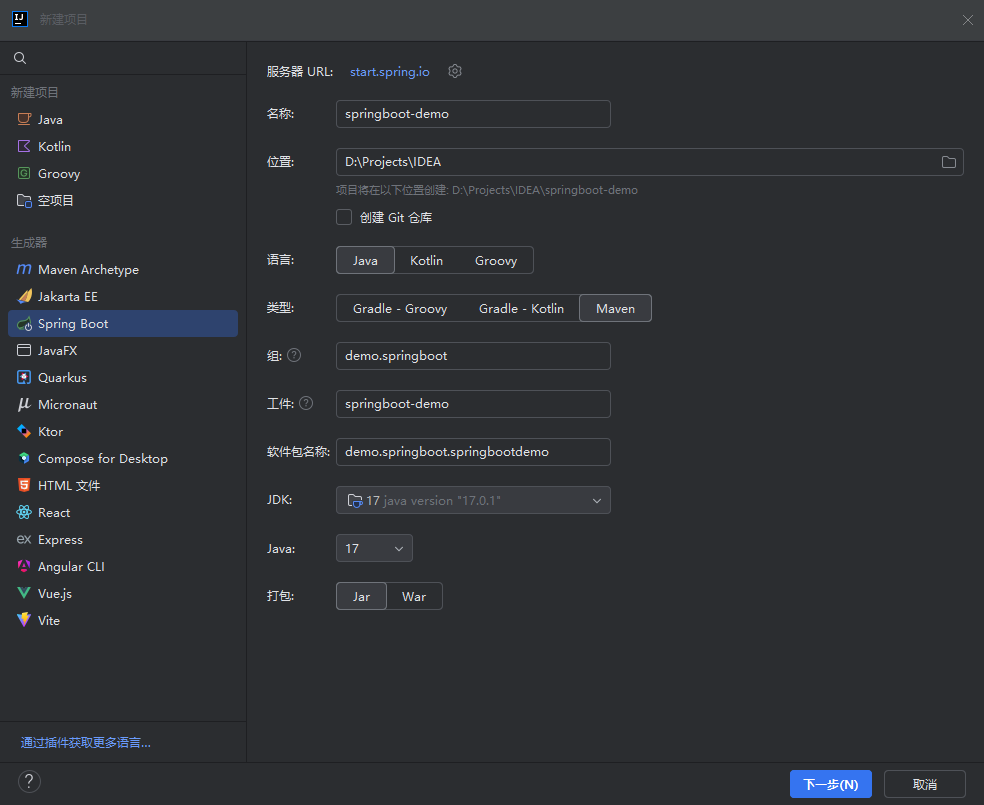 新建项目
新建项目
Java
Kotlin
Groovy
空项目
生成器
Maven Archetype
Jakarta EE
Spring Boot
JavaFX
Quarkus
Micronaut
Ktor
Compose for Desktop
HTML 文件
React
Express
Angular CLI
Vue.js
Vite
通过插件获取更多语言...
服务器 URL: start.spring.io
名称: springboot-demo
位置: D:\Projects\IDEA
项目将在以下位置创建: D:\Projects\IDEA\springboot-demo
创建 Git 仓库
语言: Java Kotlin Groovy
类型: Gradle - Groovy Gradle - Kotlin Maven
组: ? demo.springboot
工件: ? springboot-demo
软件包名称: demo.springboot.springbootdemo
JDK: 17 java version "17.0.1"
Java: 17
打包: Jar War
? 下一步(N) 取消